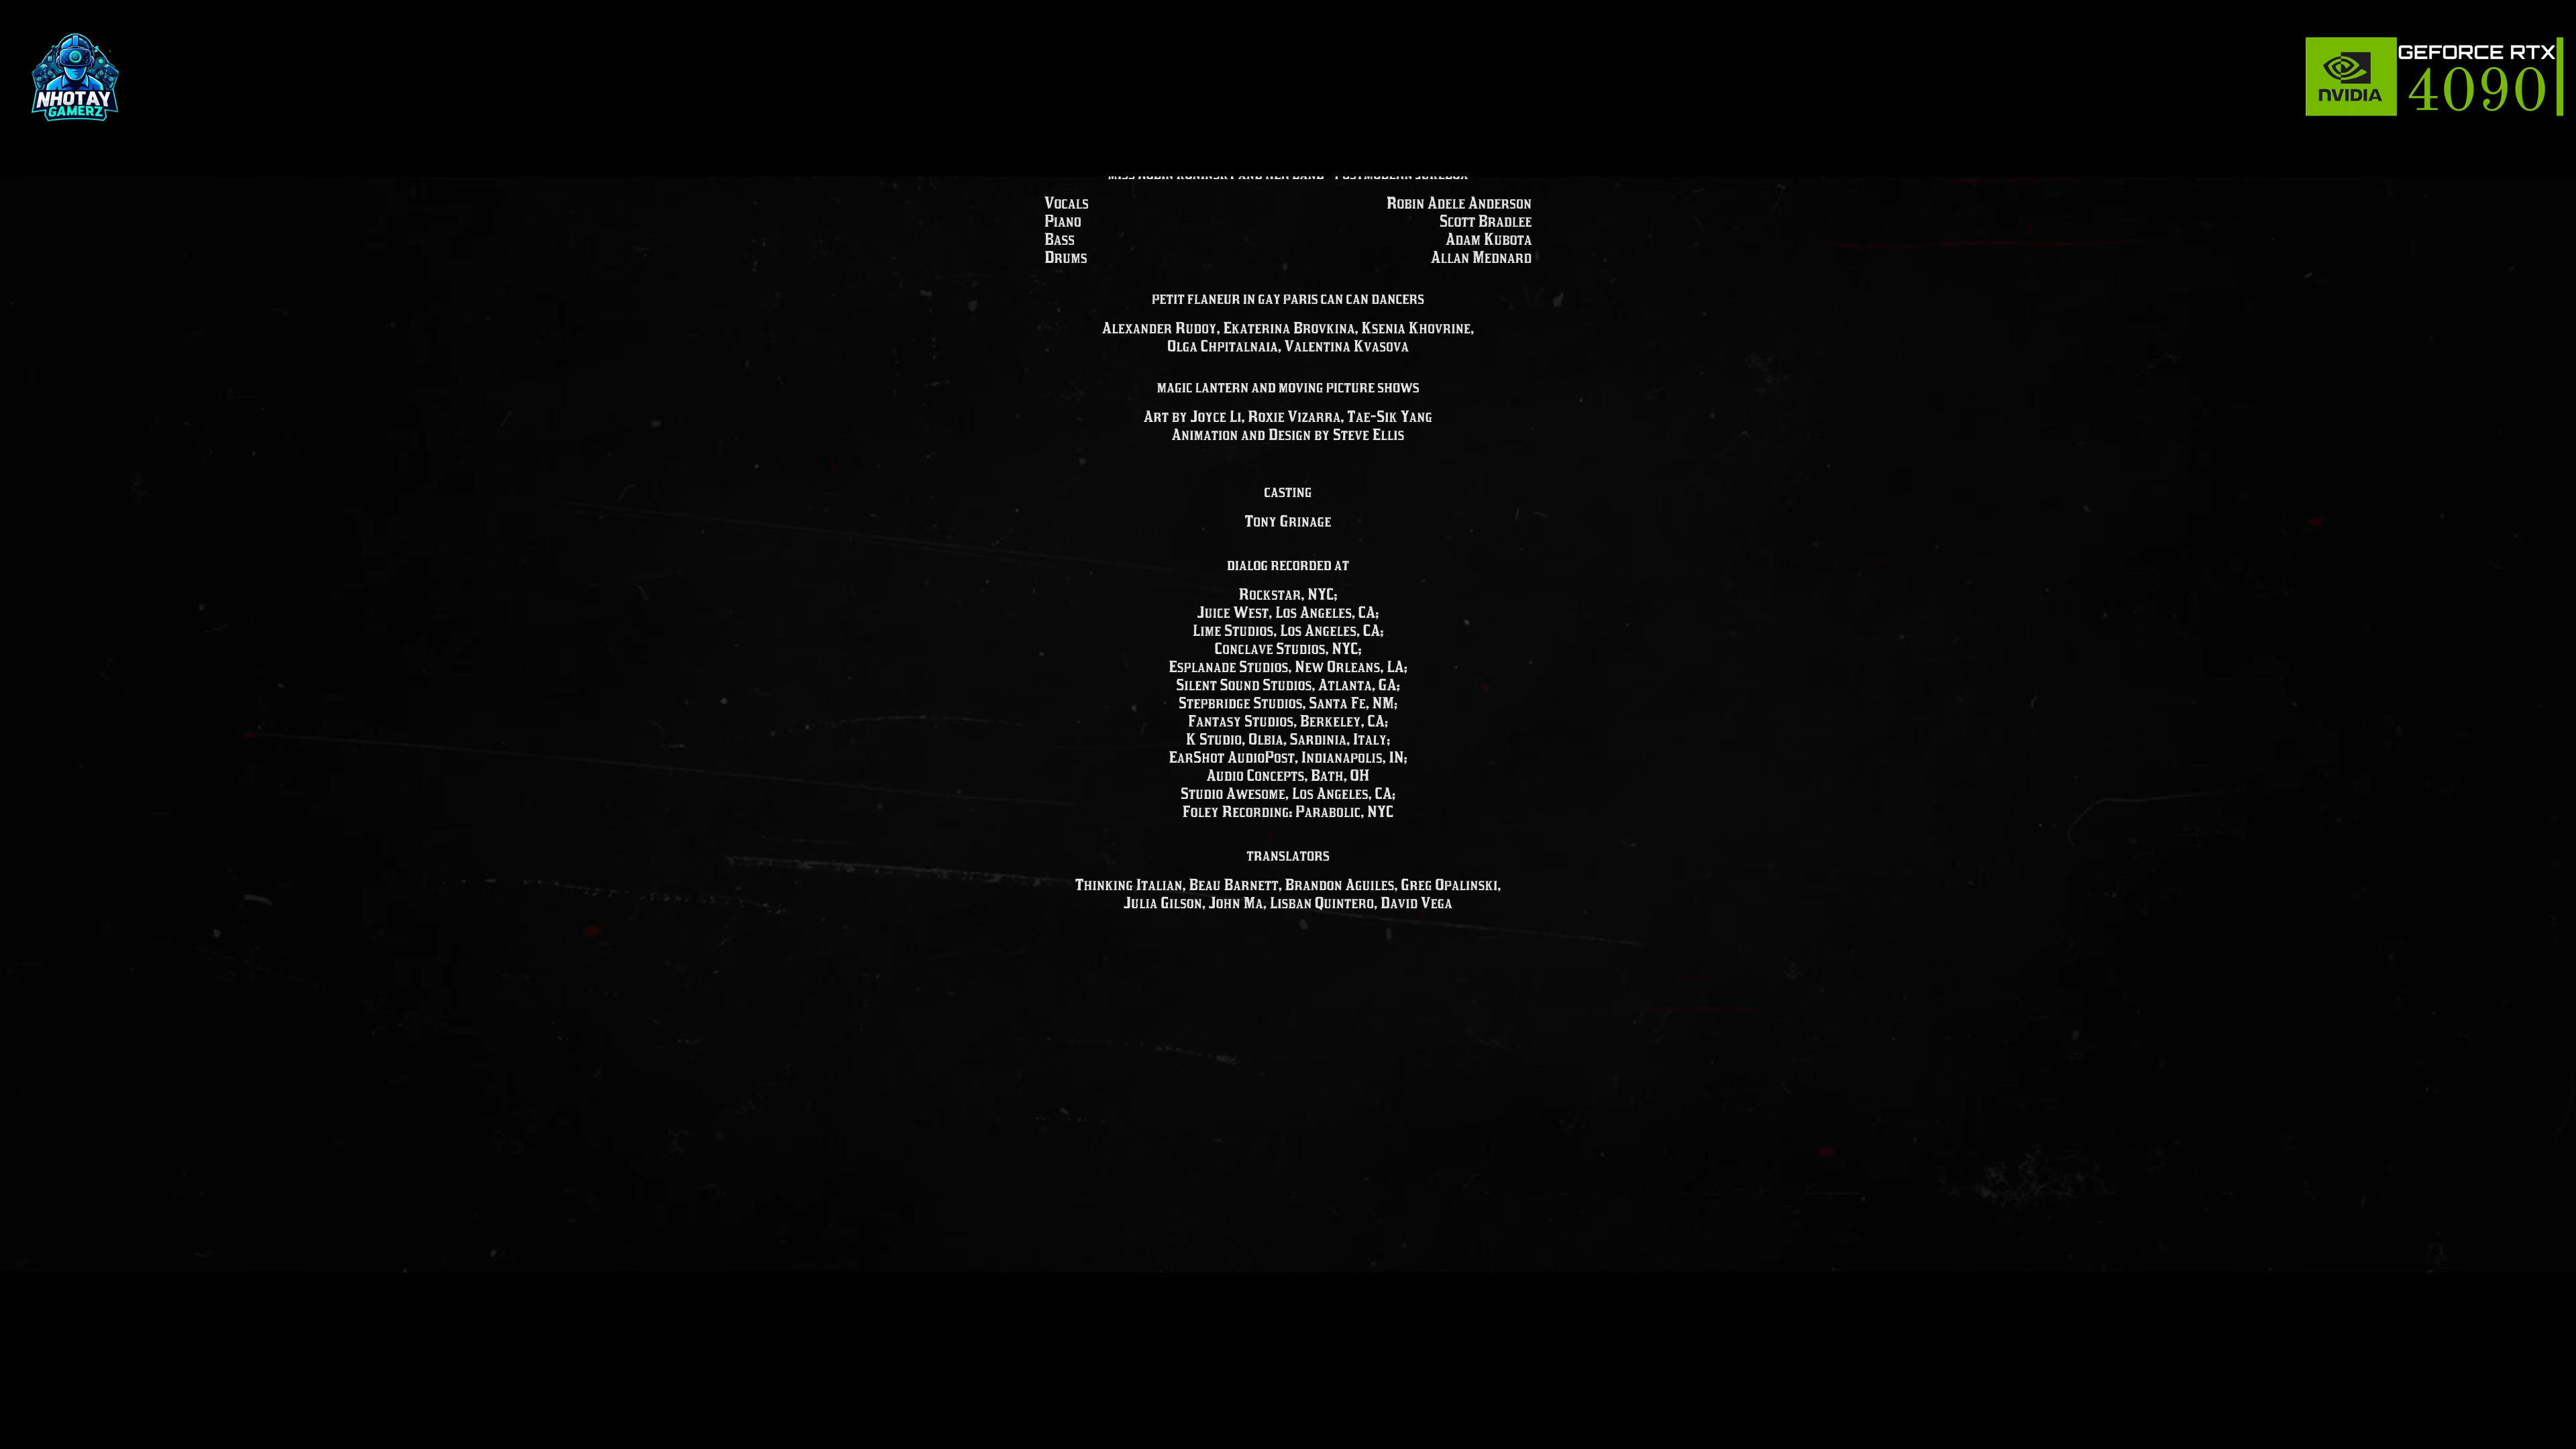 NHOTAY
GAMERZ
GEFORCE RTX
4090
NVIDIA
Vocals Robin Adele Anderson
Piano Scott Bradlee
Bass Adam Kubota
Drums Allan Mednard
PETIT FLANEUR IN GAY PARIS CAN CAN DANCERS
Alexander Rudoy, Ekaterina Brovkina, Ksenia Khovrine,
Olga Chpitalnaia, Valentina Kvasova
MAGIC LANTERN AND MOVING PICTURE SHOWS
Art by Joyce Li, Roxie Vizarra, Tae-Sik Yang
Animation and Design by Steve Ellis
CASTING
Tony Grinage
DIALOG RECORDED AT
Rockstar, NYC;
Juice West, Los Angeles, CA;
Lime Studios, Los Angeles, CA;
Conclave Studios, NYC;
Esplanade Studios, New Orleans, LA;
Silent Sound Studios, Atlanta, GA;
Stepbridge Studios, Santa Fe, NM;
Fantasy Studios, Berkeley, CA;
K Studio, Olbia, Sardinia, Italy;
EarShot AudioPost, Indianapolis, IN;
Audio Concepts, Bath, OH
Studio Awesome, Los Angeles, CA;
Foley Recording: Parabolic, NYC
TRANSLATORS
Thinking Italian, Beau Barnett, Brandon Aguiles, Greg Opalinski,
Julia Gilson, John Ma, Lisban Quintero, David Vega